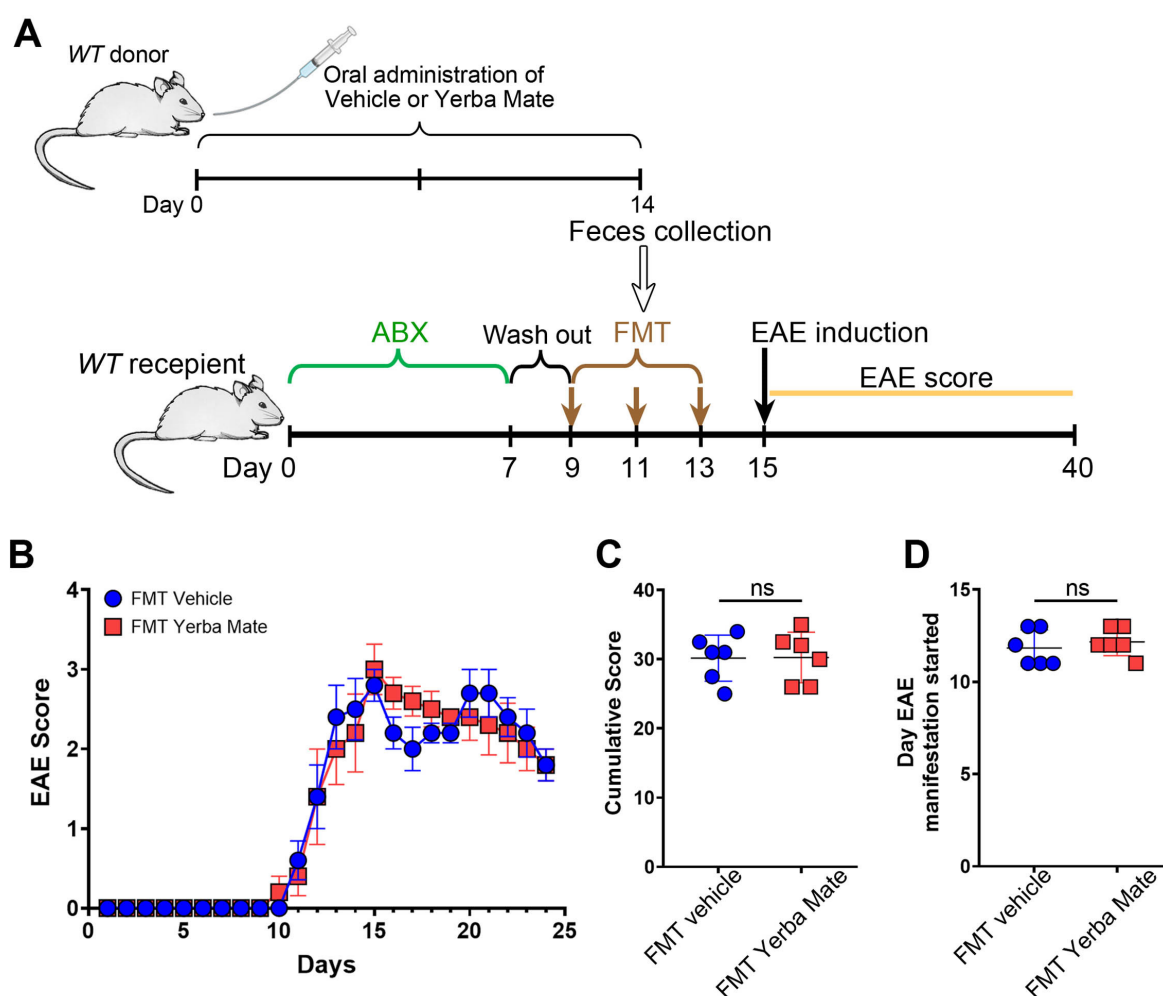 A
WT donor
Oral administration of
Vehicle or Yerba Mate
Day 0
14
Feces collection
ABX
Wash out
FMT
EAE induction
WT recepient
EAE score
Day 0
7
9
11
13
15
40
B
FMT Vehicle
FMT Yerba Mate
EAE Score
4
3
2
1
0
0
5
10
15
20
25
Days
C
ns
Cumulative Score
40
30
20
10
0
FMT vehicle
FMT Yerba Mate
D
ns
Day EAE
manifestation started
15
10
5
0
FMT vehicle
FMT Yerba Mate